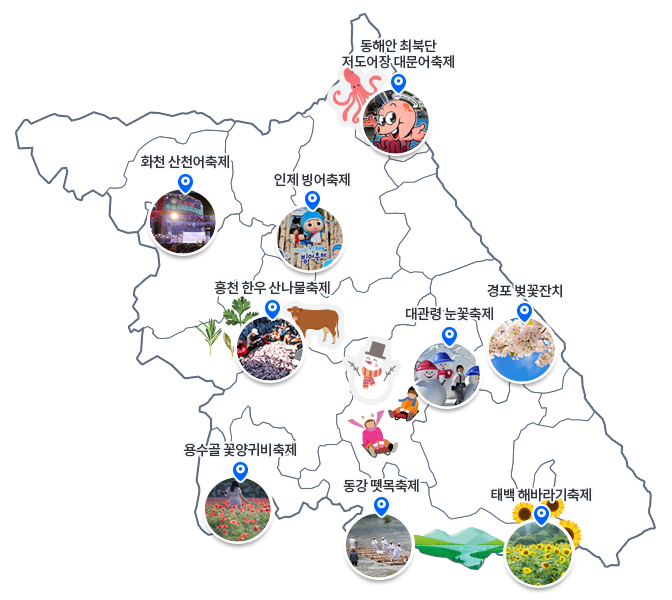 동해안 최북단
저도어장 대문어축제
화천 산천어축제
인제 빙어축제
빙어축제
홍천 한우 산나물축제
대관령 눈꽃축제
경포 벚꽃잔치
용수골 꽃양귀비축제
동강 뗏목축제
태백 해바라기축제